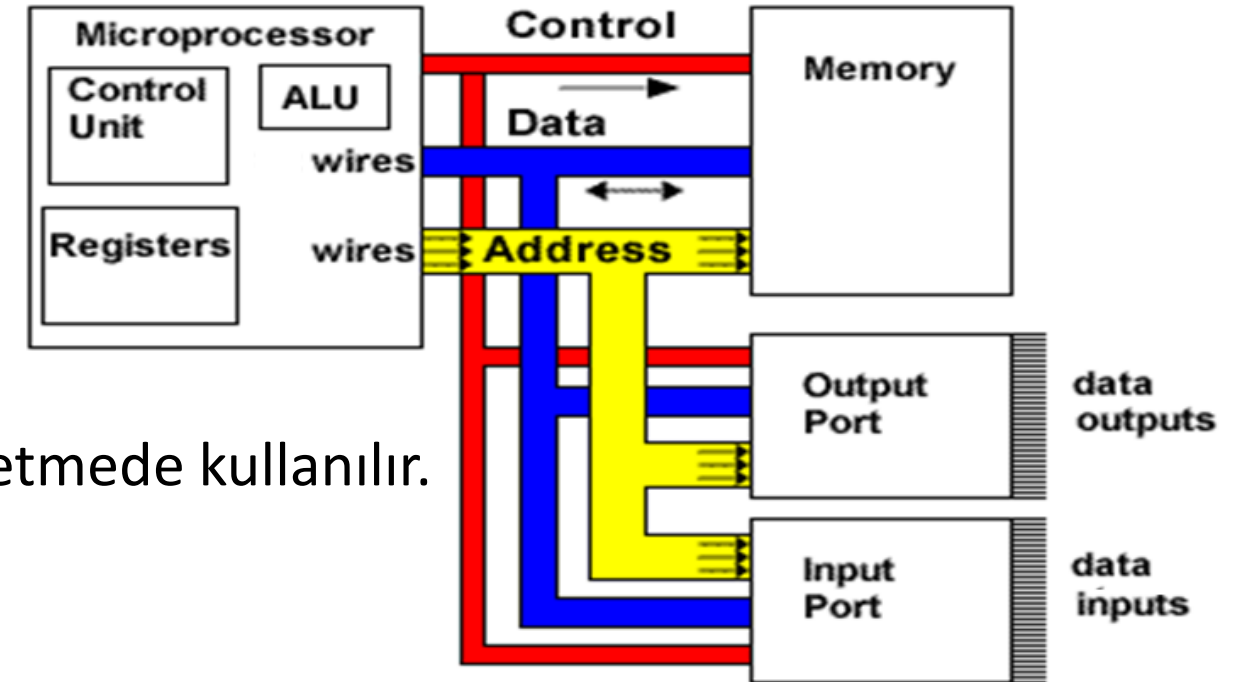 Microprocessor
Control
Unit
ALU
wires
Registers
wires
Control
Data
Address
Memory
Output
Port
data
outputs
Input
Port
data
inputs
etmede kullanılır.